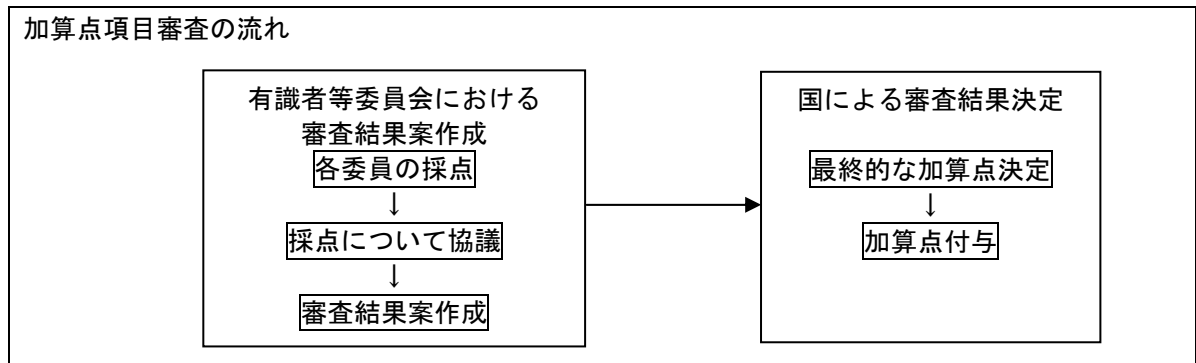 加算点項目審査の流れ
有識者等委員会における
審査結果案作成
各委員の採点
↓
採点について協議
↓
審査結果案作成
国による審査結果決定
最終的な加算点決定
↓
加算点付与